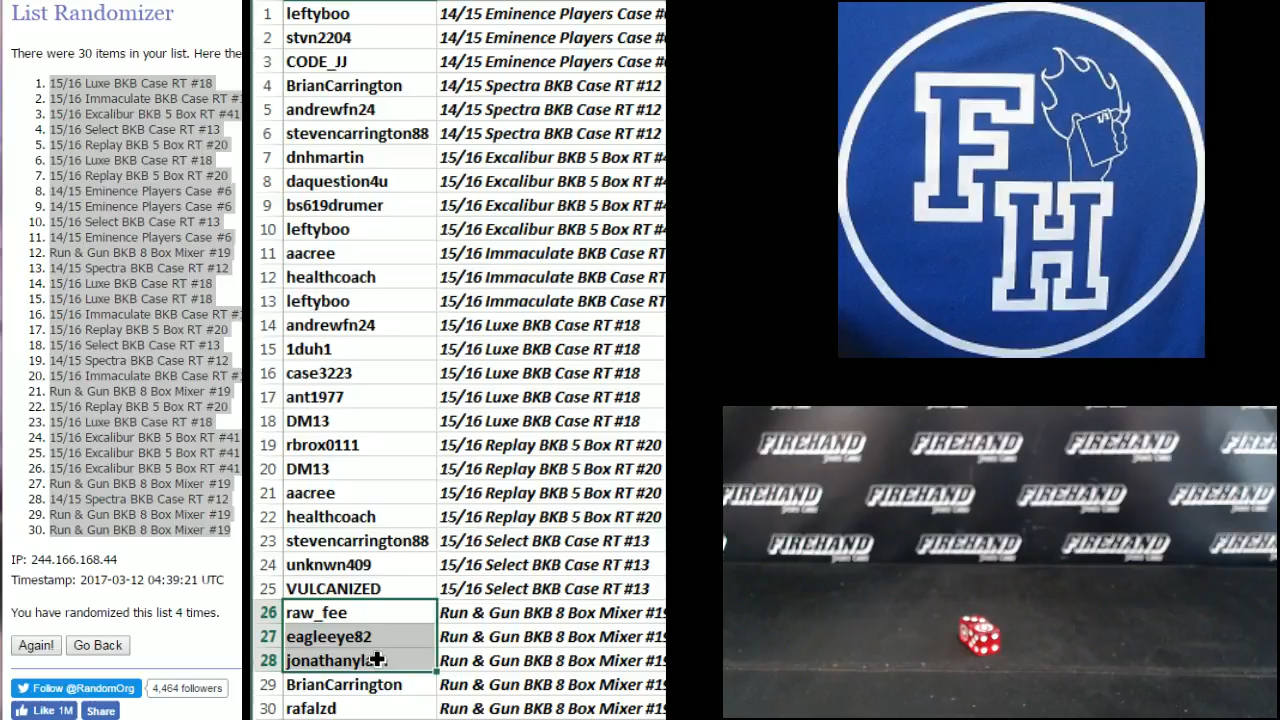 List Randomizer
There were 30 items in your list. Here the
1. 15/16 Luxe BKB Case RT #18
2. 15/16 Immaculate BKB Case RT #
3. 15/16 Excalibur BKB 5 Box RT #41
4. 15/16 Select BKB Case RT #13
5. 15/16 Replay BKB 5 Box RT #20
6. 15/16 Luxe BKB Case RT #18
7. 15/16 Replay BKB 5 Box RT #20
8. 14/15 Eminence Players Case #6
9. 14/15 Eminence Players Case #6
10. 15/16 Select BKB Case RT #13
11. 14/15 Eminence Players Case #6
12. Run & Gun BKB 8 Box Mixer #19
13. 14/15 Spectra BKB Case RT #12
14. 15/16 Luxe BKB Case RT #18
15. 15/16 Luxe BKB Case RT #18
16. 15/16 Immaculate BKB Case RT #
17. 15/16 Replay BKB 5 Box RT #20
18. 15/16 Select BKB Case RT #13
19. 14/15 Spectra BKB Case RT #12
20. 15/16 Immaculate BKB Case RT #
21. Run & Gun BKB 8 Box Mixer #19
22. 15/16 Replay BKB 5 Box RT #20
23. 15/16 Luxe BKB Case RT #18
24. 15/16 Excalibur BKB 5 Box RT #41
25. 15/16 Excalibur BKB 5 Box RT #41
26. 15/16 Excalibur BKB 5 Box RT #41
27. Run & Gun BKB 8 Box Mixer #19
28. 14/15 Spectra BKB Case RT #12
29. Run & Gun BKB 8 Box Mixer #19
30. Run & Gun BKB 8 Box Mixer #19
IP: 244.166.168.44
Timestamp: 2017-03-12 04:39:21 UTC
You have randomized this list 4 times.
Again! Go Back
Follow @RandomOrg 4,464 followers
Like 1M Share
1 leftyboo 14/15 Eminence Players Case #
2 stvn2204 14/15 Eminence Players Case #
3 CODE_JJ 14/15 Eminence Players Case #
4 BrianCarrington 14/15 Spectra BKB Case RT #12
5 andrewfn24 14/15 Spectra BKB Case RT #12
6 stevencarrington88 14/15 Spectra BKB Case RT #12
7 dnhmartin 15/16 Excalibur BKB 5 Box RT #4
8 daquestion4u 15/16 Excalibur BKB 5 Box RT #4
9 bs619drumer 15/16 Excalibur BKB 5 Box RT #4
10 leftyboo 15/16 Excalibur BKB 5 Box RT #4
11 aacree 15/16 Immaculate BKB Case RT
12 healthcoach 15/16 Immaculate BKB Case RT
13 leftyboo 15/16 Immaculate BKB Case RT
14 andrewfn24 15/16 Luxe BKB Case RT #18
15 1duh1 15/16 Luxe BKB Case RT #18
16 case3223 15/16 Luxe BKB Case RT #18
17 ant1977 15/16 Luxe BKB Case RT #18
18 DM13 15/16 Luxe BKB Case RT #18
19 rbrox0111 15/16 Replay BKB 5 Box RT #20
20 DM13 15/16 Replay BKB 5 Box RT #20
21 aacree 15/16 Replay BKB 5 Box RT #20
22 healthcoach 15/16 Replay BKB 5 Box RT #20
23 stevencarrington88 15/16 Select BKB Case RT #13
24 unknwn409 15/16 Select BKB Case RT #13
25 VULCANIZED 15/16 Select BKB Case RT #13
26 raw_fee Run & Gun BKB 8 Box Mixer #19
27 eagleeye82 Run & Gun BKB 8 Box Mixer #19
28 Run & Gun BKB 8 Box Mixer #19
29 BrianCarrington Run & Gun BKB 8 Box Mixer #19
30 rafalzd Run & Gun BKB 8 Box Mixer #19
F
H
1/1
FIREHAND FIREHAND FIREHAND FIREHAND
FIREHAND FIREHAND FIREHAND
FIREHAND FIREHAND FIREHAND